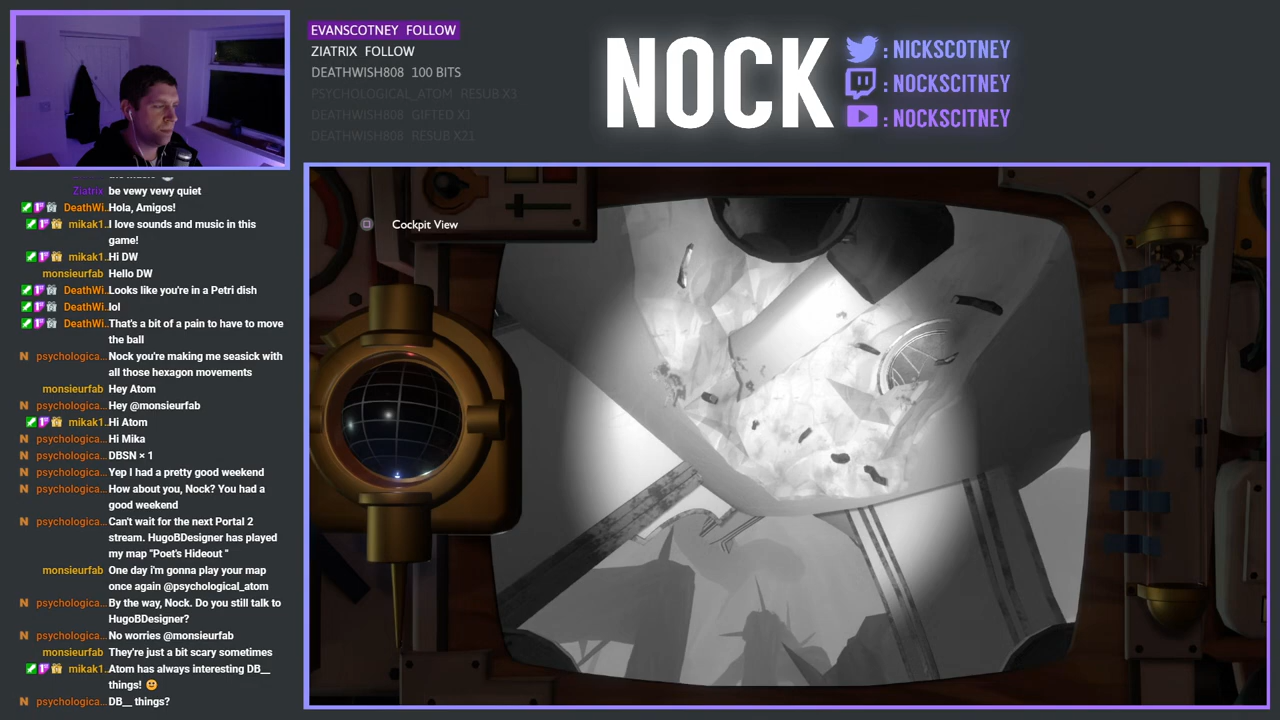 EVANSCOTNEY FOLLOW
ZIATRIX FOLLOW
DEATHWISH808 100 BITS
PSYCHOLOGICAL_ATOM RESUB X3
DEATHWISH808 GIFTED X1
DEATHWISH808 RESUB X21
NOCK
: NICKSCOTNEY
: NOCKSCITNEY
: NOCKSCITNEY
Cockpit View
Ziatrix be vewy vewy quiet
DeathWi.. Hola, Amigos!
mikak1.. I love sounds and music in this
game!
mikak1.. Hi DW
monsieurfab Hello DW
DeathWi.. Looks like you're in a Petri dish
DeathWi.. lol
DeathWi.. That's a bit of a pain to have to move
the ball
N psychologica... Nock you're making me seasick with
all those hexagon movements
monsieurfab Hey Atom
N psychologica... Hey @monsieurfab
mikak1.. Hi Atom
N psychologica... Hi Mika
N psychologica... DBSN × 1
N psychologica... Yep I had a pretty good weekend
N psychologica... How about you, Nock? You had a
good weekend
N psychologica... Can't wait for the next Portal 2
stream. HugoBDesigner has played
my map "Poet's Hideout "
monsieurfab One day i'm gonna play your map
once again @psychological_atom
N psychologica... By the way, Nock. Do you still talk to
HugoBDesigner?
N psychologica... No worries @monsieurfab
monsieurfab They're just a bit scary sometimes
mikak1.. Atom has always interesting DB__
things! 🙂
N psychologica... DB__ things?